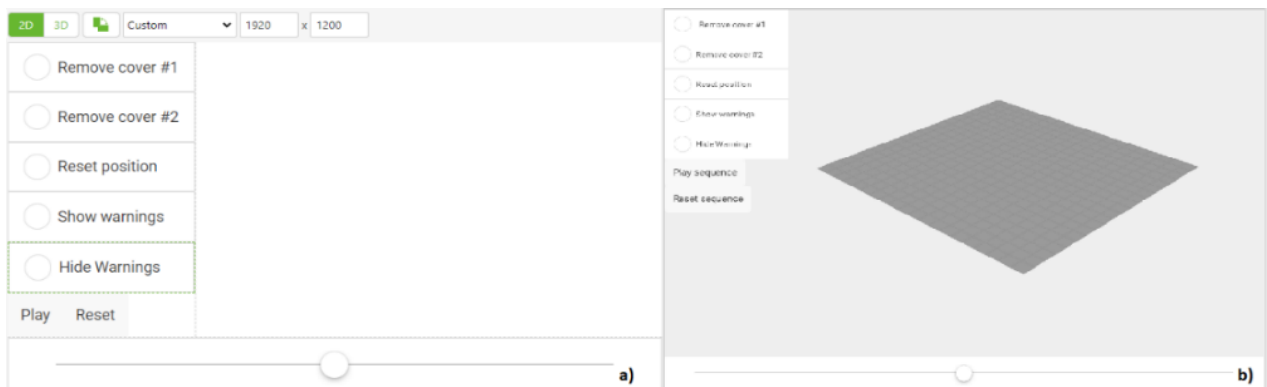 2D 3D Custom 1920 x 1200
Remove cover #1
Remove cover #2
Reset position
Show warnings
Hide Warnings
Play Reset
a)
Remove cover #1
Remove cover #2
Reset position
Show warnings
Hide Warnings
Play sequence
Reset sequence
b)